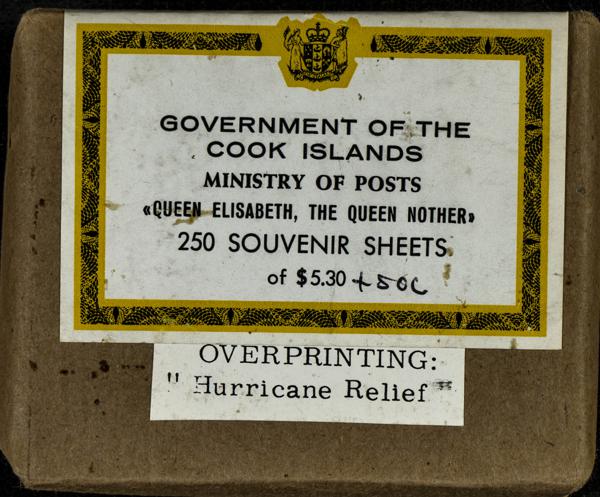 GOVERNMENT OF THE
COOK ISLANDS
MINISTRY OF POSTS
«QUEEN ELISABETH, THE QUEEN NOTHER»
250 SOUVENIR SHEETS
of $5.30 +50c
OVERPRINTING:
" Hurricane Relief "